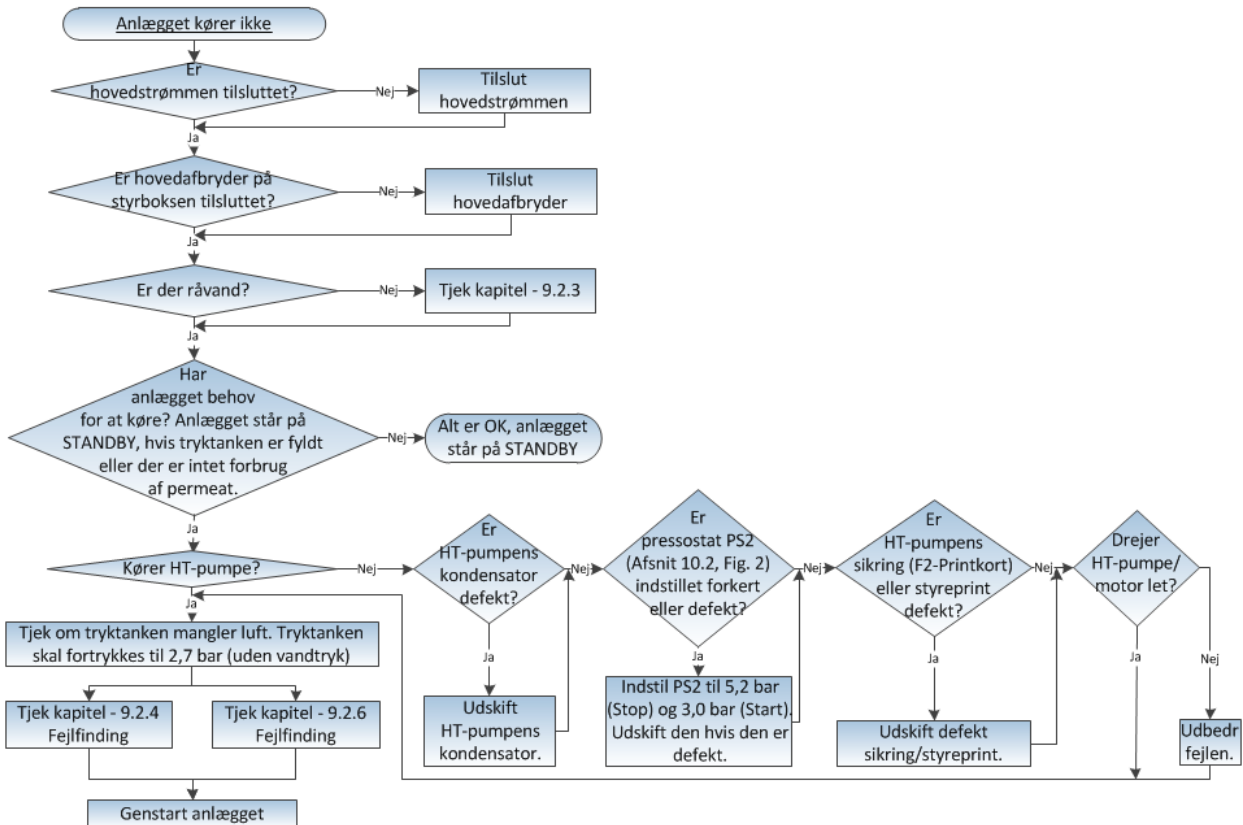 Anlægget kører ikke
Er
hovedstrømmen tilsluttet?
Nej
Tilslut
hovedstrømmen
Ja
Er hovedafbryder på
styrboksen tilsluttet?
Nej
Tilslut
hovedafbryder
Ja
Er der råvand?
Nej
Tjek kapitel - 9.2.3
Ja
Har
anlægget behov
for at køre? Anlægget står på
STANDBY, hvis tryktanken er fyldt
eller der er intet forbrug
af permeat.
Nej
Alt er OK, anlægget
står på STANDBY
Ja
Kører HT-pumpe?
Nej
Er
HT-pumpens
kondensator
defekt?
Nej
Er
pressostat PS2
(Afsnit 10.2, Fig. 2)
indstillet forkert
eller defekt?
Nej
Er
HT-pumpens
sikring (F2-Printkort)
eller styreprint
defekt?
Nej
Drejer
HT-pumpe/
motor let?
Ja
Tjek om tryktanken mangler luft. Tryktanken
skal fortrykkes til 2,7 bar (uden vandtryk)
Ja
Udskift
HT-pumpens
kondensator.
Ja
Indstil PS2 til 5,2 bar
(Stop) og 3,0 bar (Start).
Udskift den hvis den er
defekt.
Ja
Udskift defekt
sikring/styreprint.
Ja
Nej
Udbedr
fejlen.
Tjek kapitel - 9.2.4
Fejlfinding
Tjek kapitel - 9.2.6
Fejlfinding
Genstart anlægget